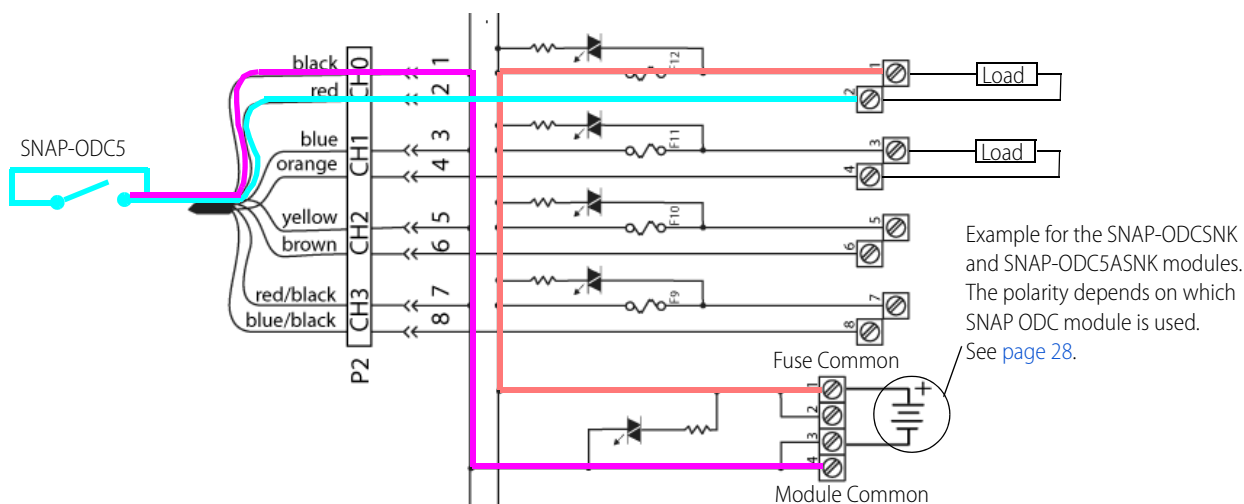 black
CH0
1
F12
1
Load
red
2
2
SNAP-ODC5
blue
CH1
3
F11
3
Load
orange
4
4
yellow
CH2
5
F10
5
brown
6
6
Example for the SNAP-ODCSNK
and SNAP-ODC5ASNK modules.
The polarity depends on which
SNAP ODC module is used.
See page 28.
red/black
CH3
7
F9
7
blue/black
8
8
P2
Fuse Common
1
+
2
3
4
Module Common